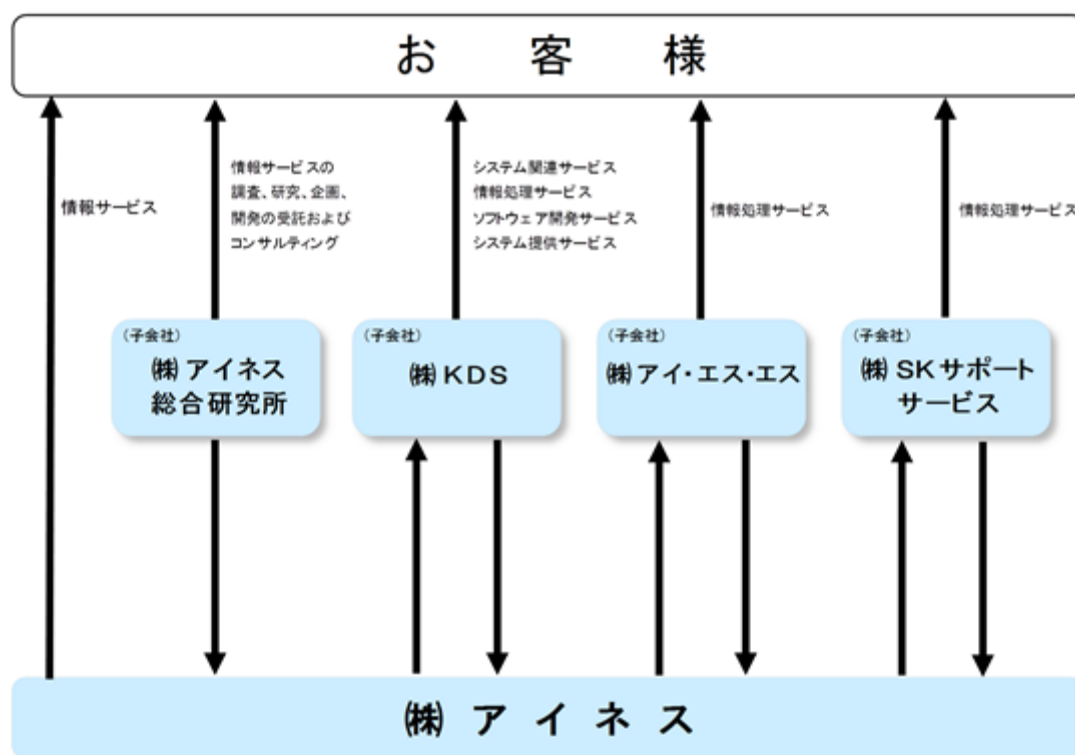 お客様
情報サービス
情報サービスの
調査、研究、企画、
開発の受託および
コンサルティング
システム関連サービス
情報処理サービス
ソフトウェア開発サービス
システム提供サービス
情報処理サービス
情報処理サービス
(子会社)
㈱アイネス
総合研究所
(子会社)
㈱KDS
(子会社)
㈱アイ・エス・エス
(子会社)
㈱SKサポート
サービス
㈱アイネス